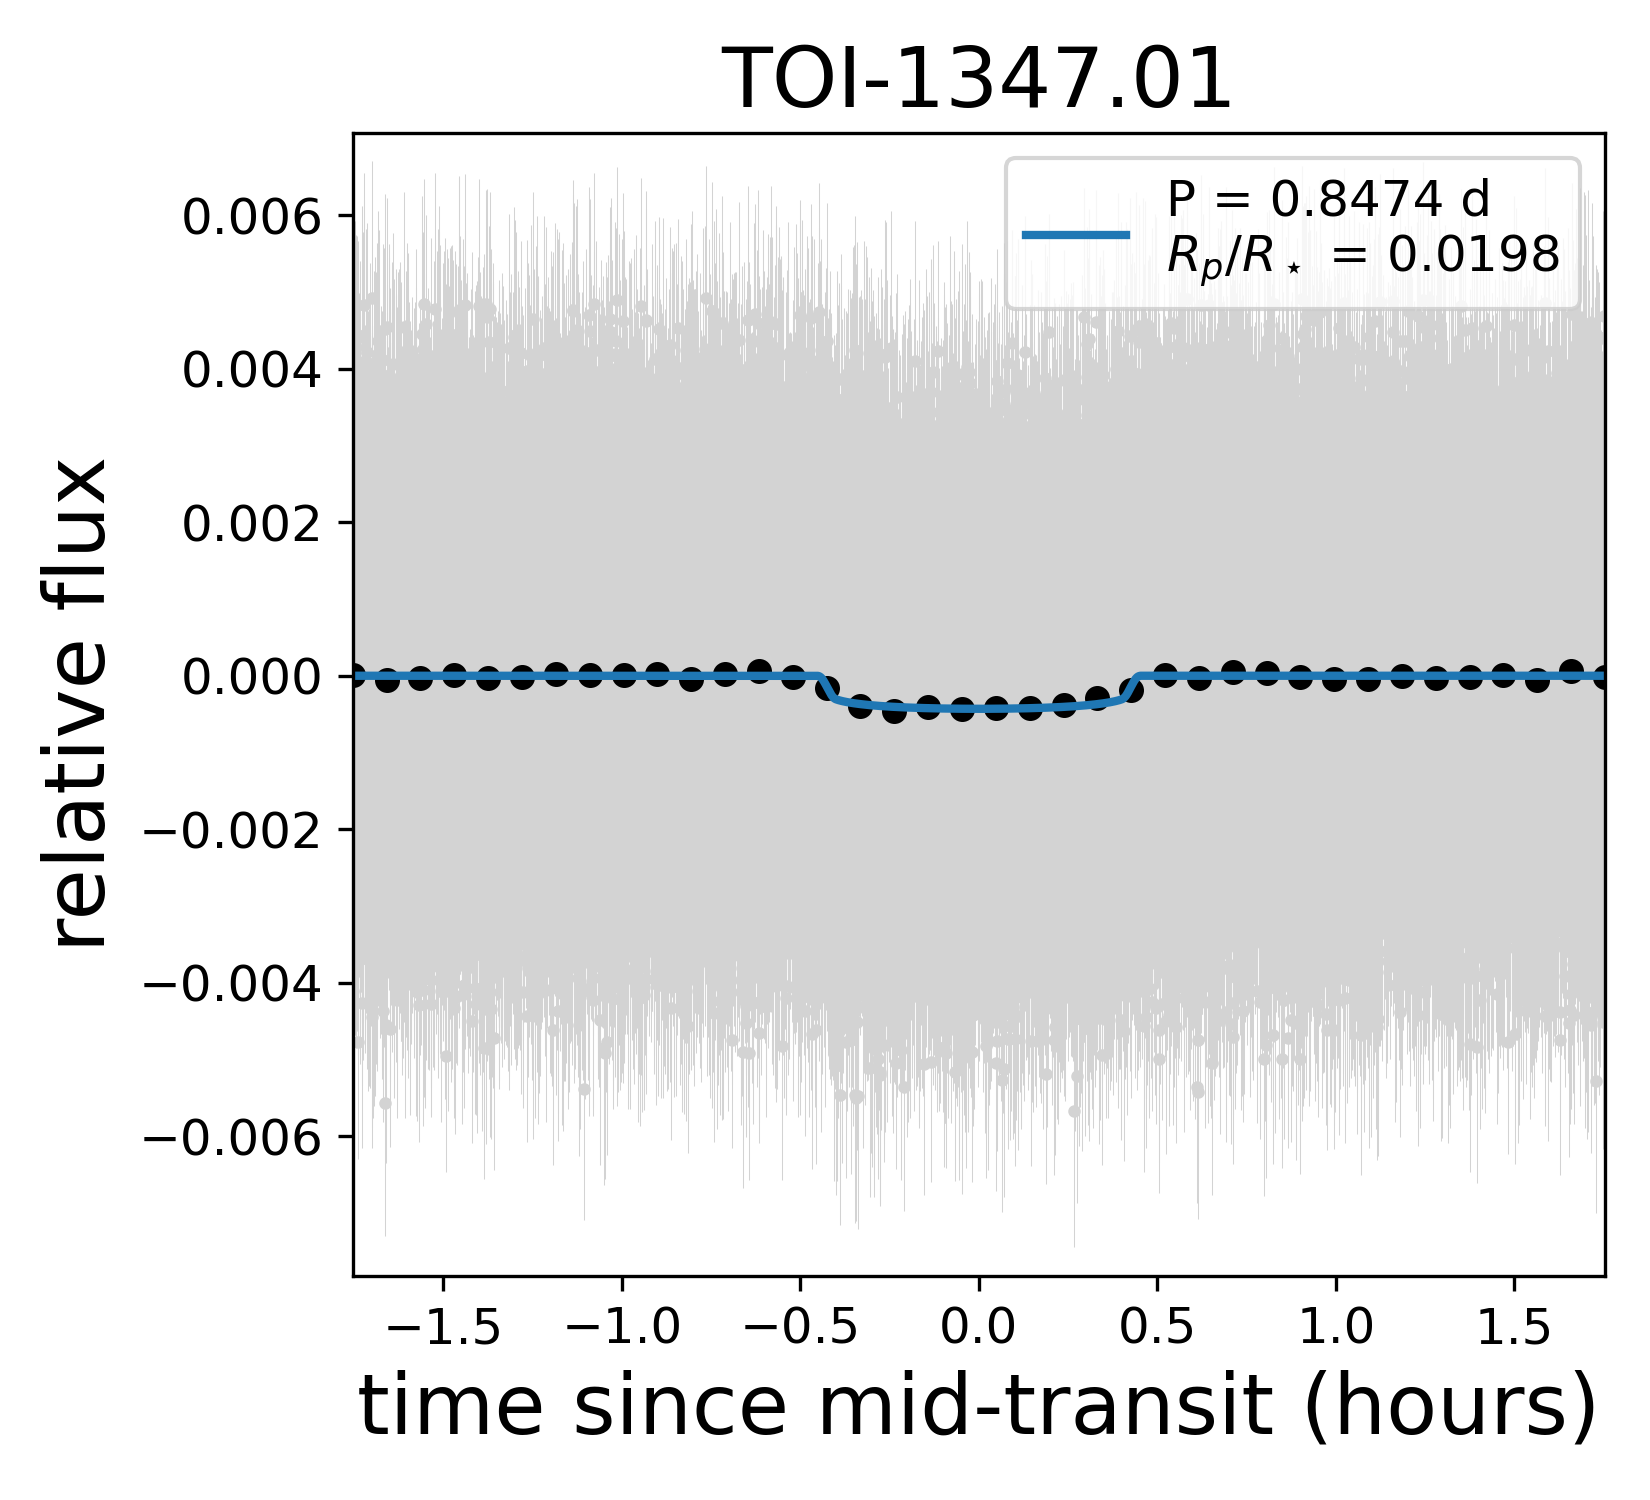 TOI-1347.01
P = 0.8474 d
Rp/R⋆ = 0.0198
relative flux
0.006
0.004
0.002
0.000
−0.002
−0.004
−0.006
−1.5 −1.0 −0.5 0.0 0.5 1.0 1.5
time since mid-transit (hours)